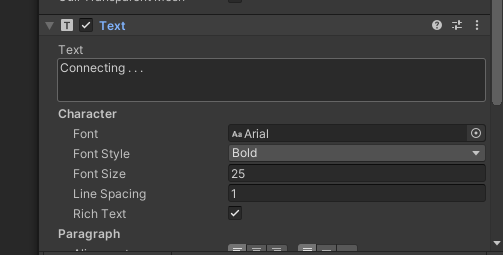 Text
Text
Connecting . . .
Character
Font
Aa Arial
Font Style
Bold
Font Size
25
Line Spacing
1
Rich Text
Paragraph